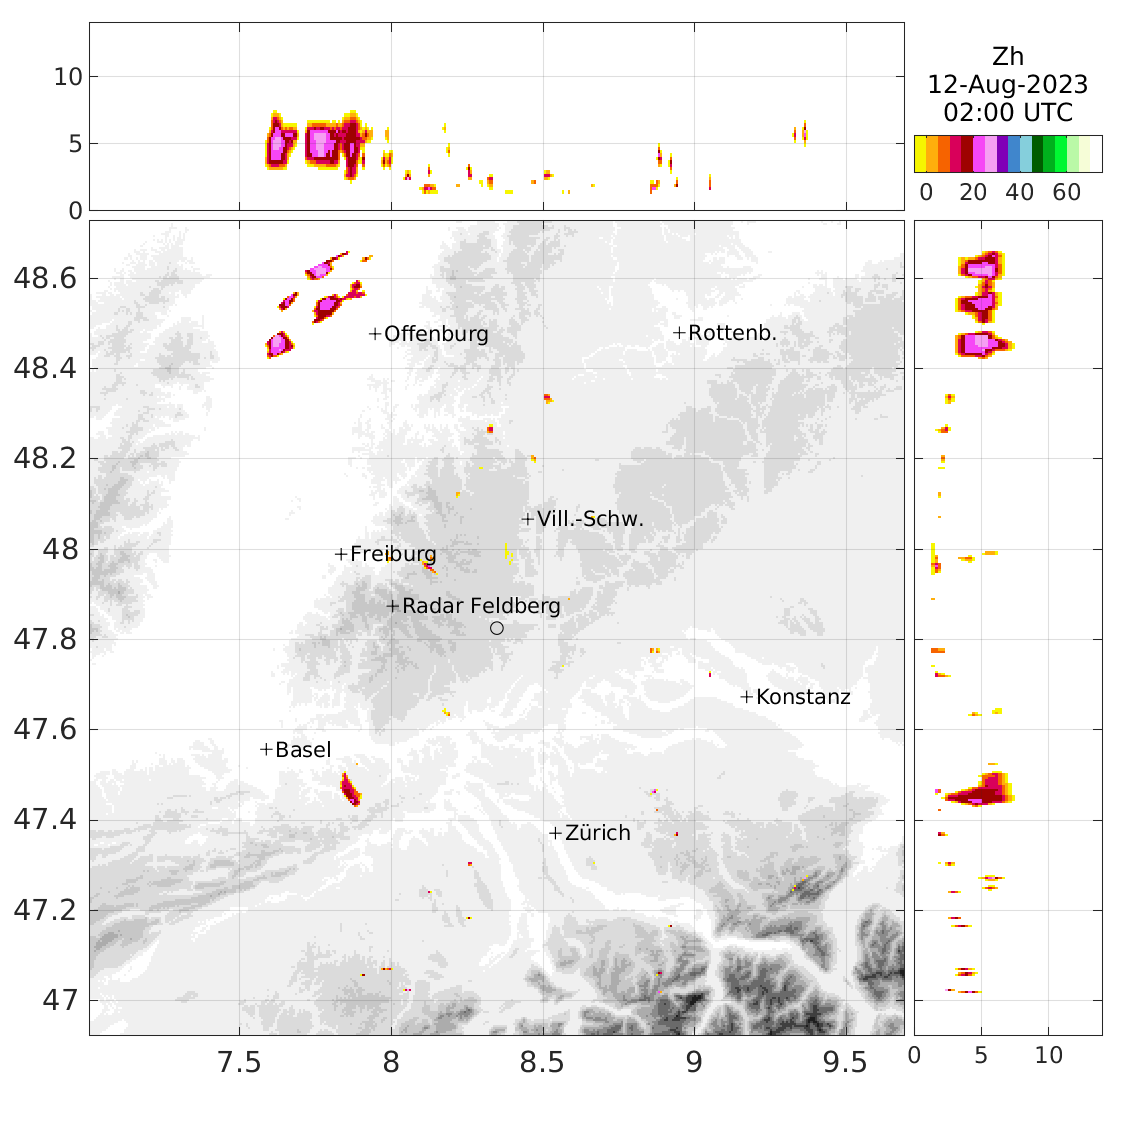 10
5
0
Zh
12-Aug-2023
02:00 UTC
0 20 40 60
48.6
48.4
48.2
48
47.8
47.6
47.4
47.2
47
Offenburg
Rottenb.
Vill.-Schw.
Freiburg
Radar Feldberg
Konstanz
Basel
Zürich
7.5 8 8.5 9 9.5
0 5 10